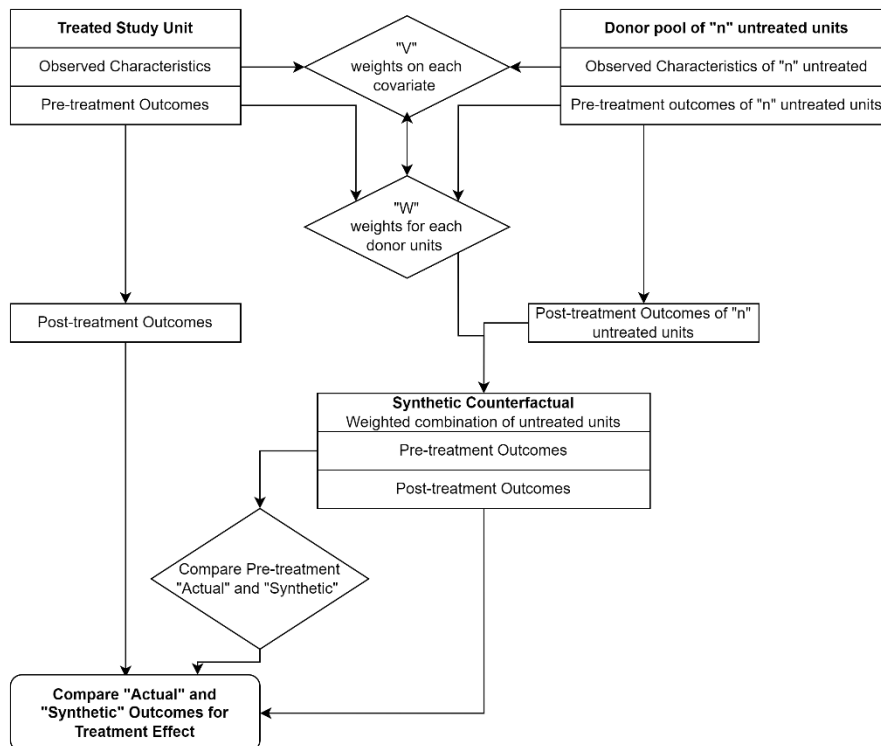 Treated Study Unit
Observed Characteristics
Pre-treatment Outcomes
"V"
weights on each
covariate
Donor pool of "n" untreated units
Observed Characteristics of "n" untreated
Pre-treatment outcomes of "n" untreated units
"W"
weights for each
donor units
Post-treatment Outcomes
Post-treatment Outcomes of "n"
untreated units
Synthetic Counterfactual
Weighted combination of untreated units
Pre-treatment Outcomes
Post-treatment Outcomes
Compare Pre-treatment
"Actual" and "Synthetic"
Compare "Actual" and
"Synthetic" Outcomes for
Treatment Effect